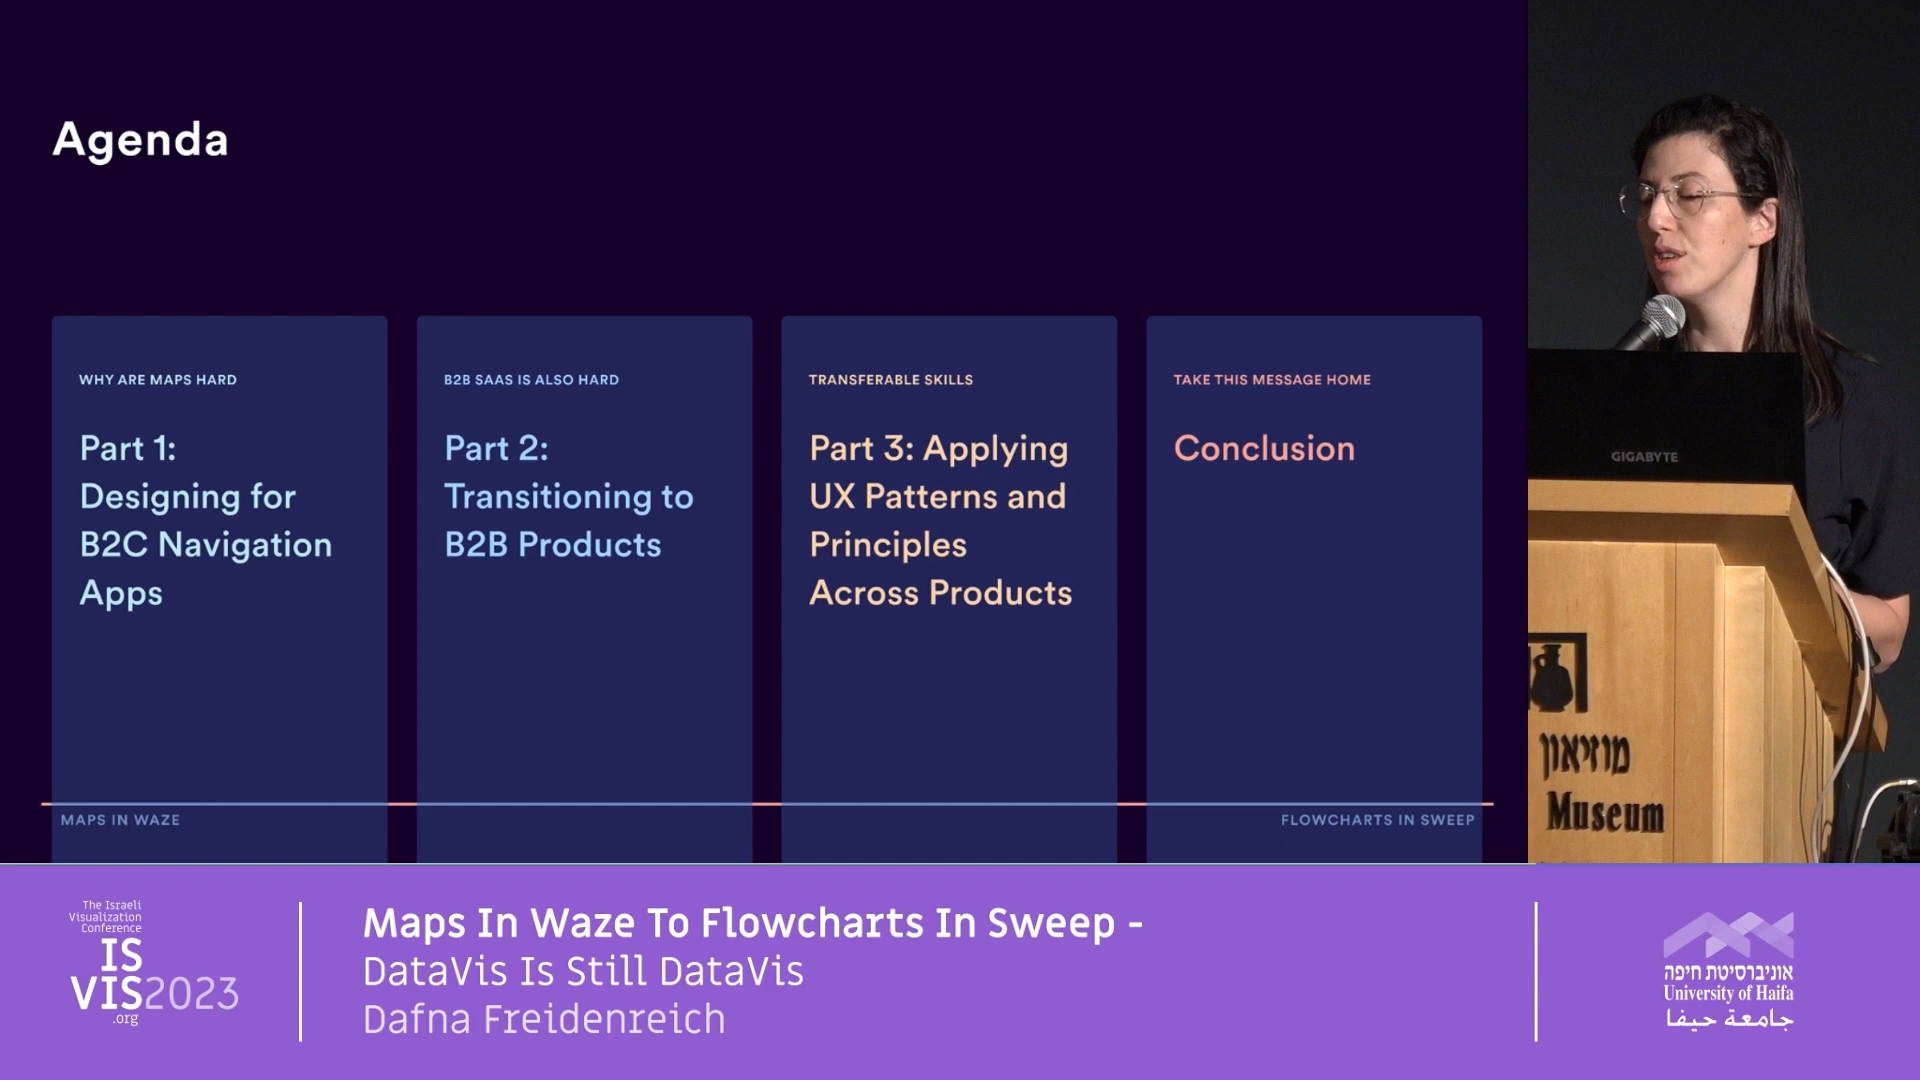 Agenda
WHY ARE MAPS HARD
Part 1:
Designing for
B2C Navigation
Apps
B2B SAAS IS ALSO HARD
Part 2:
Transitioning to
B2B Products
TRANSFERABLE SKILLS
Part 3: Applying
UX Patterns and
Principles
Across Products
TAKE THIS MESSAGE HOME
Conclusion
MAPS IN WAZE
FLOWCHARTS IN SWEEP
GIGABYTE
מוזיאון
Museum
The Israeli
Visualization
Conference
IS
VIS2023
.org
Maps In Waze To Flowcharts In Sweep -
DataVis Is Still DataVis
Dafna Freidenreich
אוניברסיטת חיפה
University of Haifa
جامعة حيفا